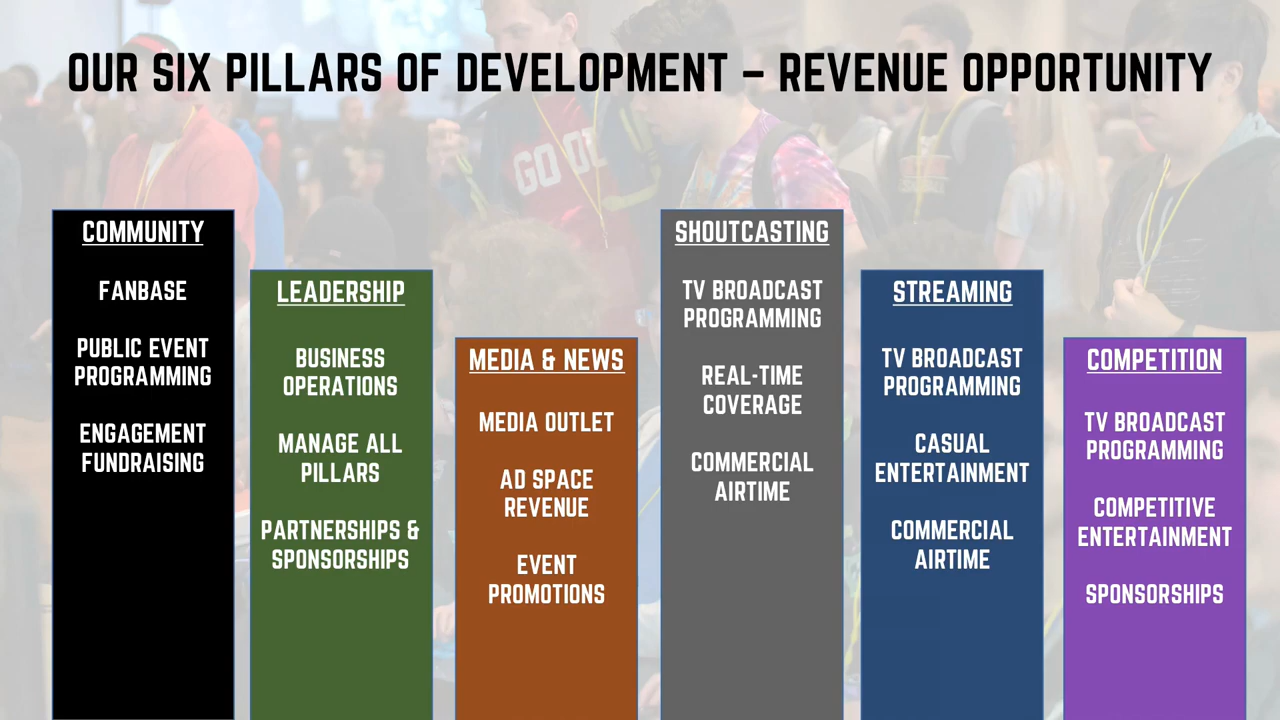 OUR SIX PILLARS OF DEVELOPMENT – REVENUE OPPORTUNITY
COMMUNITY
FANBASE
PUBLIC EVENT
PROGRAMMING
ENGAGEMENT
FUNDRAISING
LEADERSHIP
BUSINESS
OPERATIONS
MANAGE ALL
PILLARS
PARTNERSHIPS &
SPONSORSHIPS
MEDIA & NEWS
MEDIA OUTLET
AD SPACE
REVENUE
EVENT
PROMOTIONS
SHOUTCASTING
TV BROADCAST
PROGRAMMING
REAL-TIME
COVERAGE
COMMERCIAL
AIRTIME
STREAMING
TV BROADCAST
PROGRAMMING
CASUAL
ENTERTAINMENT
COMMERCIAL
AIRTIME
COMPETITION
TV BROADCAST
PROGRAMMING
COMPETITIVE
ENTERTAINMENT
SPONSORSHIPS
GO